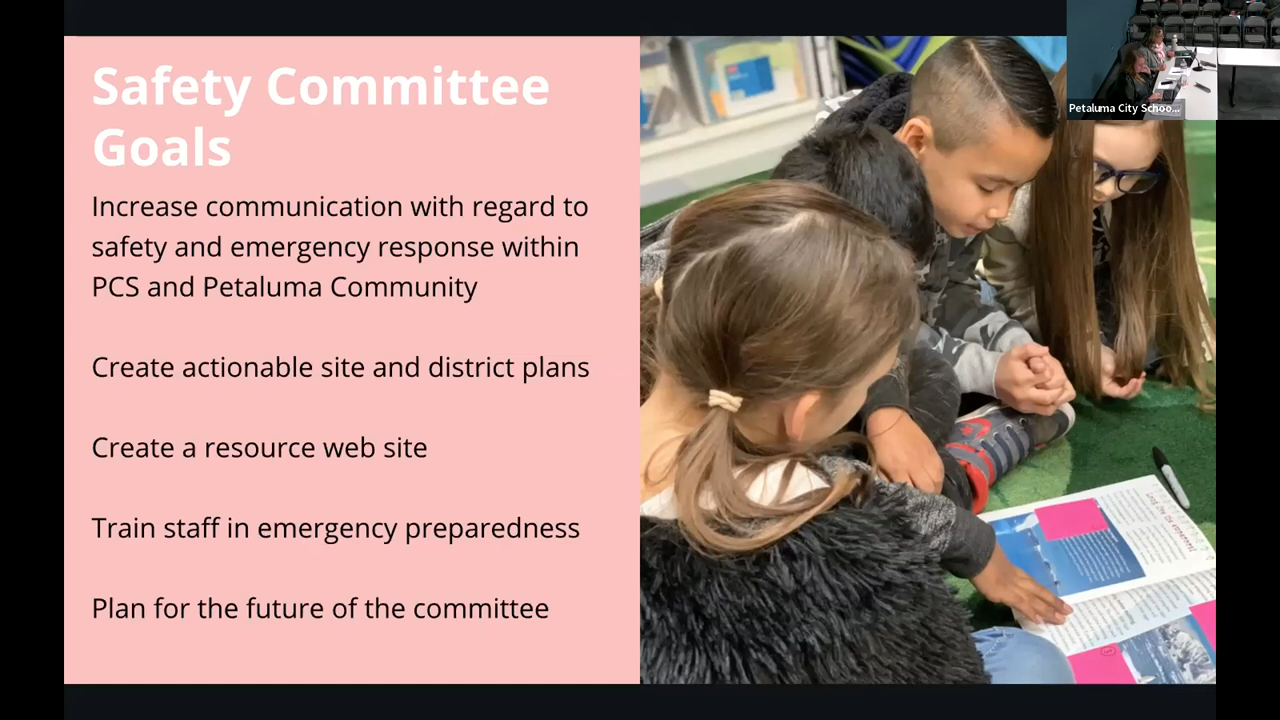 Safety Committee
Goals
Increase communication with regard to
safety and emergency response within
PCS and Petaluma Community
Create actionable site and district plans
Create a resource web site
Train staff in emergency preparedness
Plan for the future of the committee
Petaluma City Schoo...